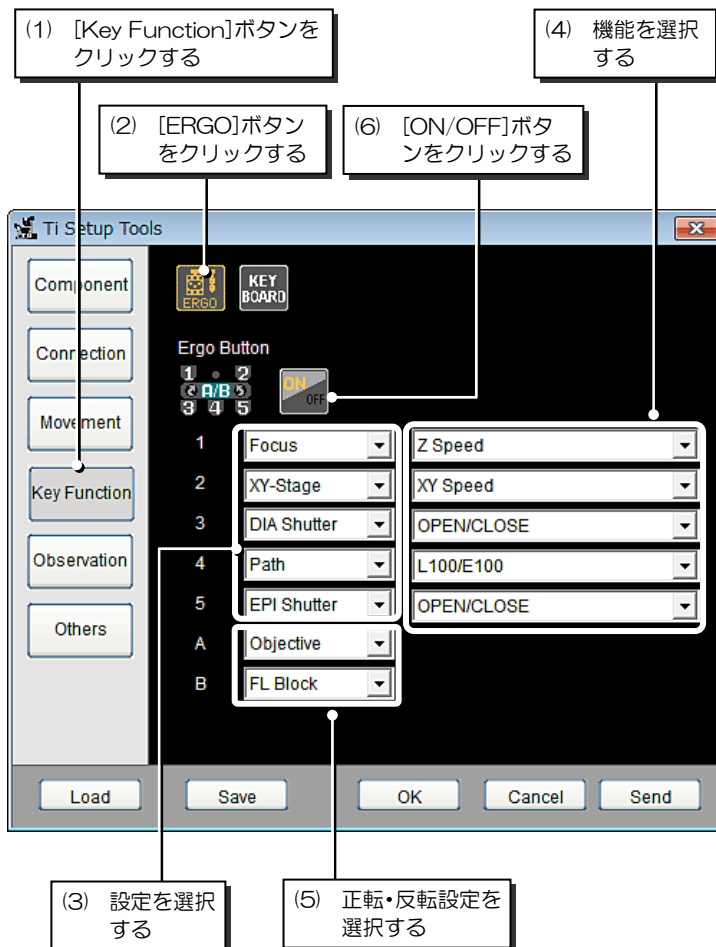 (1) [Key Function]ボタンを
クリックする
(4) 機能を選択
する
(2) [ERGO]ボタン
をクリックする
(6) [ON/OFF]ボタ
ンをクリックする
Ti Setup Tools
Component
Connection
Movement
Key Function
Observation
Others
ERGO
KEY
BOARD
Ergo Button
1 2
A/B
3 4 5
ON
OFF
1 Focus Z Speed
2 XY-Stage XY Speed
3 DIA Shutter OPEN/CLOSE
4 Path L100/E100
5 EPI Shutter OPEN/CLOSE
A Objective
B FL Block
Load Save OK Cancel Send
(3) 設定を選択
する
(5) 正転・反転設定を
選択する